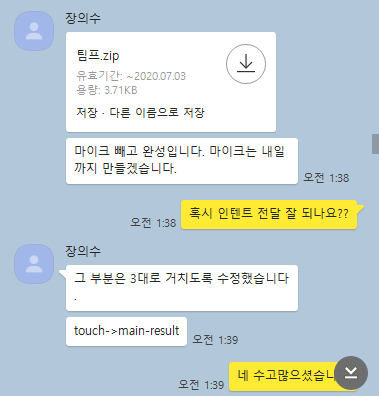 장의수
팀프.zip
유효기간: ~2020.07.03
용량: 3.71KB
저장 · 다른 이름으로 저장
마이크 빼고 완성입니다. 마이크는 내일
까지 만들겠습니다.
오전 1:38
오전 1:38
혹시 인텐트 전달 잘 되나요??
장의수
그 부분은 3대로 거치도록 수정했습니다
.
touch->main-result
오전 1:39
오전 1:39
네 수고많으셨습